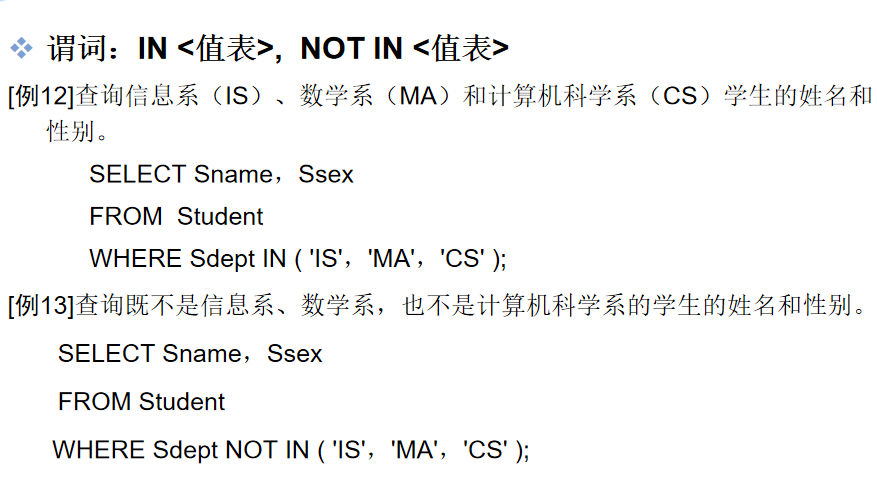 谓词：IN <值表>, NOT IN <值表>
[例12]查询信息系（IS）、数学系（MA）和计算机科学系（CS）学生的姓名和
性别。
SELECT Sname，Ssex
FROM Student
WHERE Sdept IN ( 'IS'，'MA'，'CS' );
[例13]查询既不是信息系、数学系，也不是计算机科学系的学生的姓名和性别。
SELECT Sname，Ssex
FROM Student
WHERE Sdept NOT IN ( 'IS'，'MA'，'CS' );